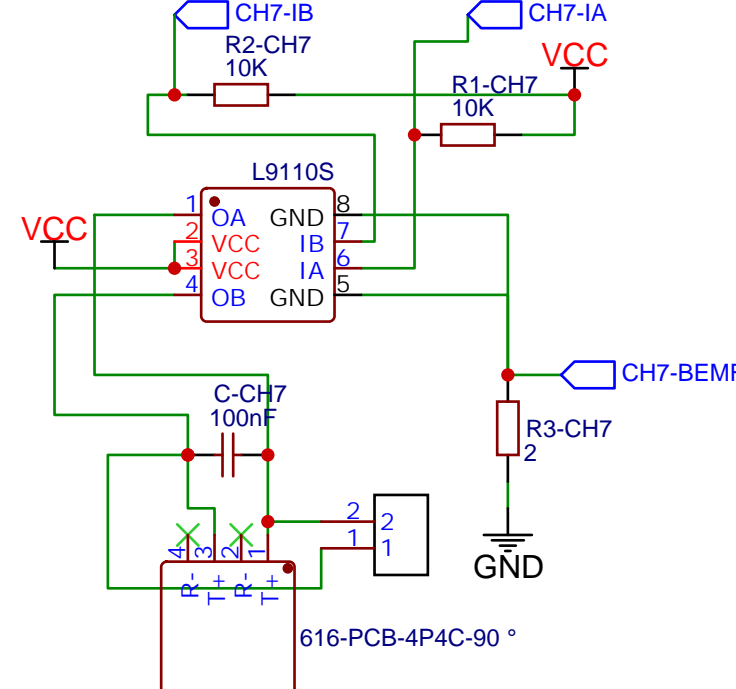 CH7-IB
CH7-IA
R2-CH7
10K
VCC
R1-CH7
10K
L9110S
VCC
1 OA GND 8
2 VCC IB 7
3 VCC IA 6
4 OB GND 5
CH7-BEMF
C-CH7
100nF
R3-CH7
2
2 2
1 1
GND
4 3 2 1
R- T+ R- T+
616-PCB-4P4C-90 °